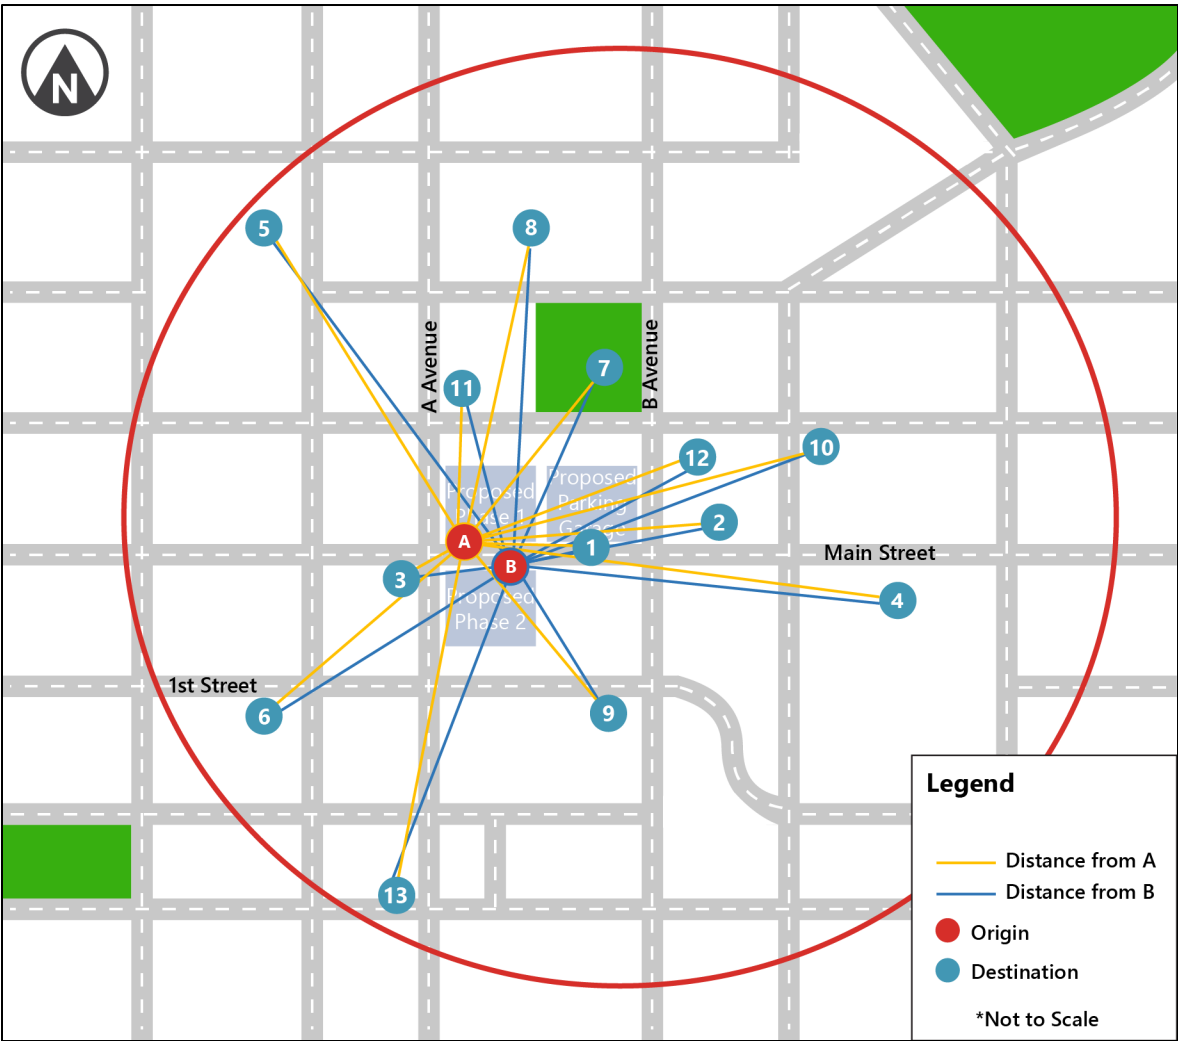 N
5
8
A Avenue
B Avenue
7
11
12
10
Proposed
Phase 1
Proposed
Parking
Garage
2
A
1
Main Street
B
3
Proposed
Phase 2
4
1st Street
6
9
13
Legend
Distance from A
Distance from B
Origin
Destination
*Not to Scale